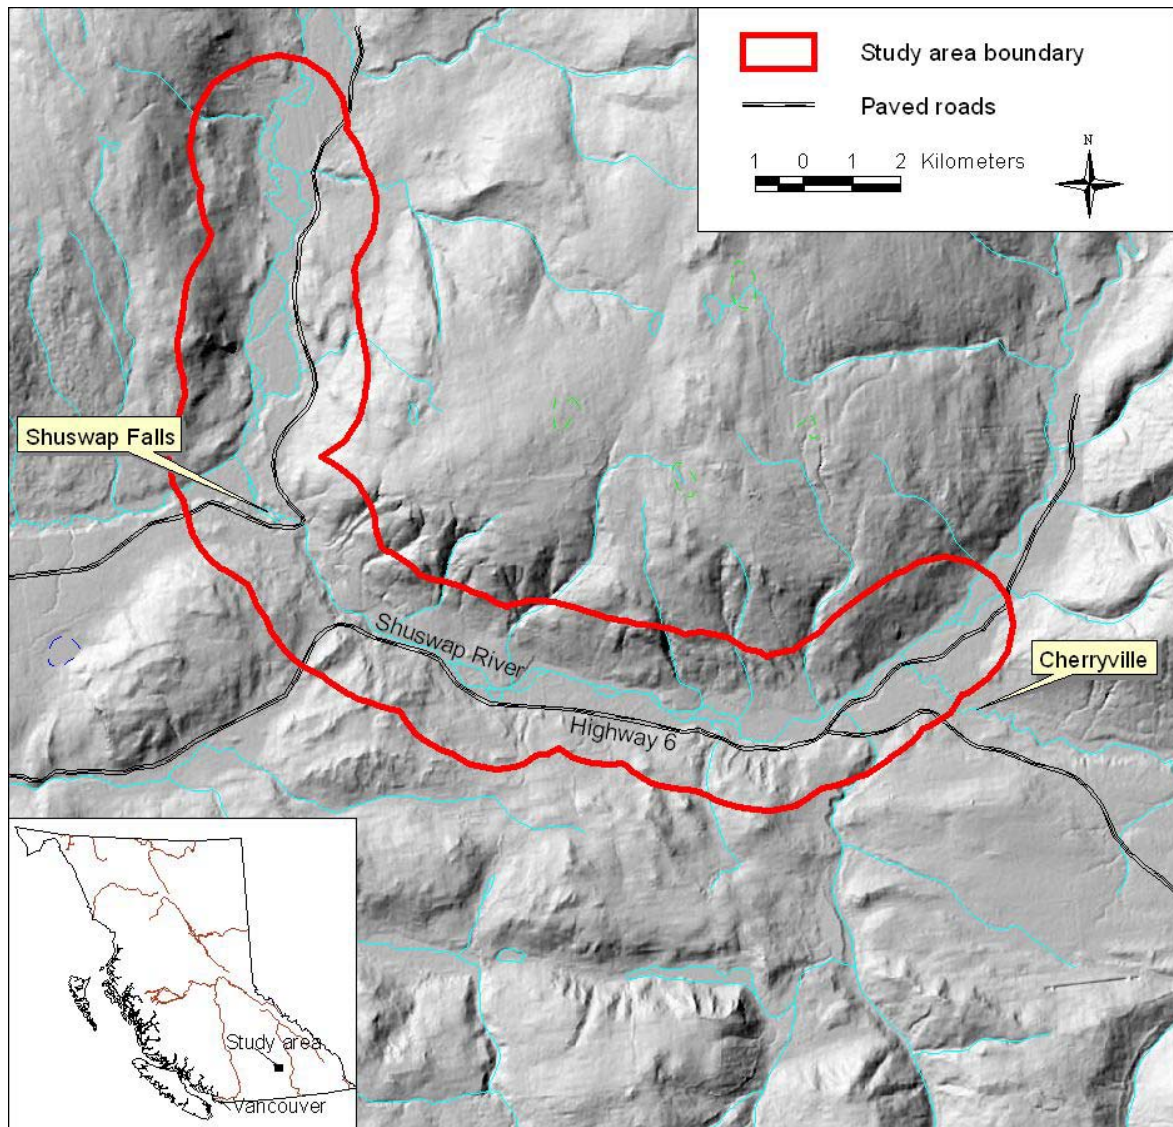 Study area boundary
Paved roads
1 0 1 2 Kilometers
N
Shuswap Falls
Shuswap River
Cherryville
Highway 6
Study area
Vancouver